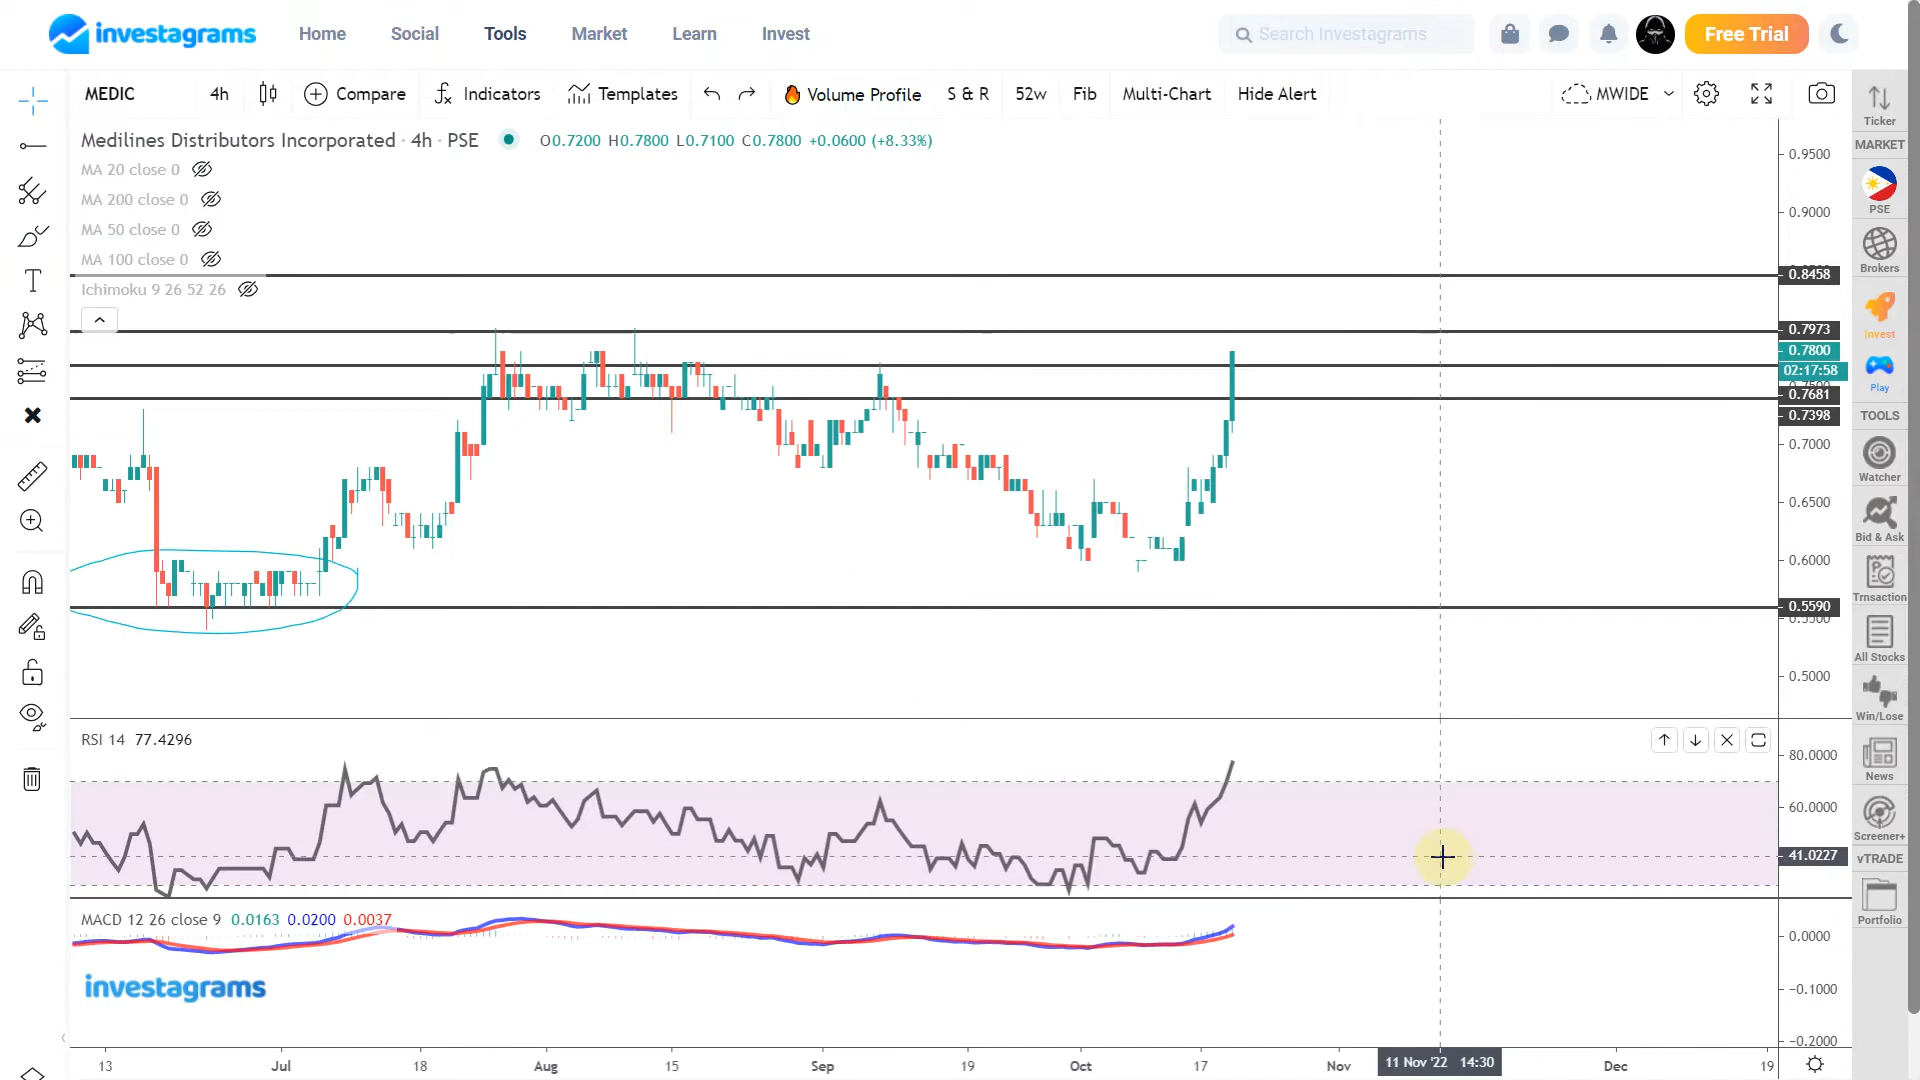 investagrams Home Social Tools Market Learn Invest Search Investagrams Free Trial
MEDIC 4h Compare Indicators Templates Volume Profile S & R 52w Fib Multi-Chart Hide Alert MWIDE
Ticker
Medilines Distributors Incorporated · 4h · PSE O0.7200 H0.7800 L0.7100 C0.7800 +0.0600 (+8.33%)
MARKET
0.9500
MA 20 close 0
MA 200 close 0
PSE
0.9000
MA 50 close 0
MA 100 close 0
Brokers
0.8458
Ichimoku 9 26 52 26
0.7973
Invest
0.7800
02:17:58
Play
0.7681
0.7398
TOOLS
0.7000
Watcher
0.6500
Bid & Ask
0.6000
Trnsaction
0.5590
0.5500
All Stocks
0.5000
Win/Lose
RSI 14 77.4296
80.0000
News
60.0000
Screener+
41.0227
vTRADE
MACD 12 26 close 9 0.0163 0.0200 0.0037
Portfolio
0.0000
investagrams
−0.1000
−0.2000
13 Jul 18 Aug 15 Sep 19 Oct 17 Nov 11 Nov '22 14:30 Dec 19